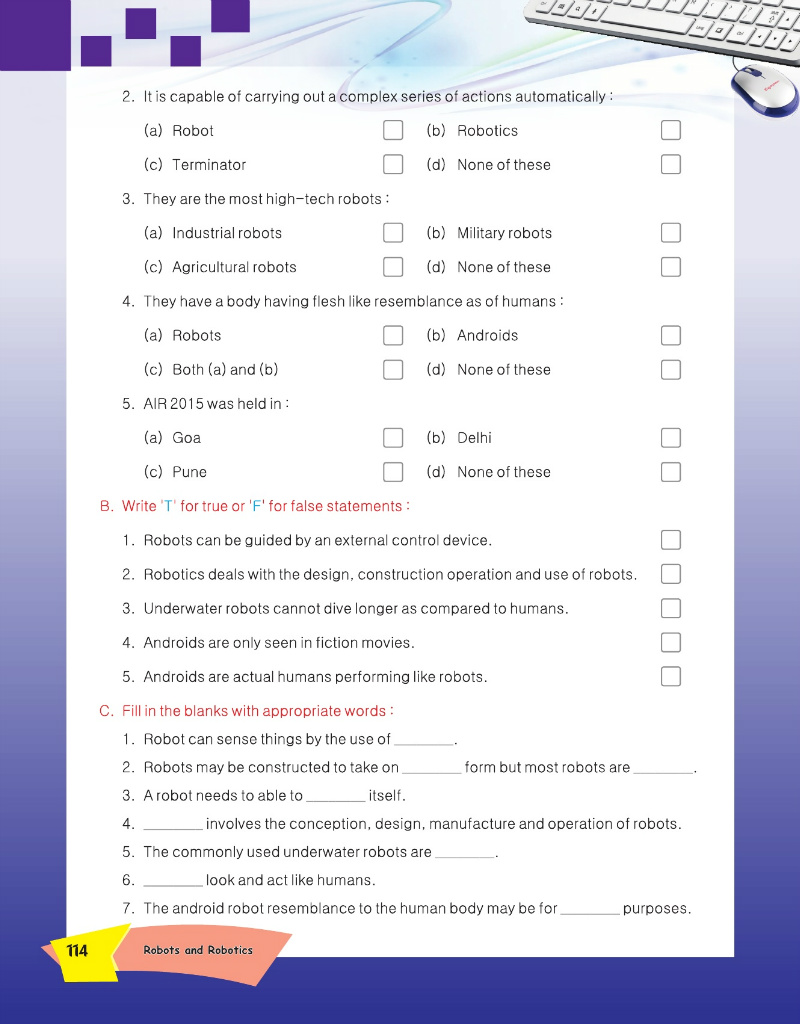 2. It is capable of carrying out a complex series of actions automatically :
(a) Robot (b) Robotics
(c) Terminator (d) None of these
3. They are the most high-tech robots :
(a) Industrial robots (b) Military robots
(c) Agricultural robots (d) None of these
4. They have a body having flesh like resemblance as of humans :
(a) Robots (b) Androids
(c) Both (a) and (b) (d) None of these
5. AIR 2015 was held in :
(a) Goa (b) Delhi
(c) Pune (d) None of these
B. Write 'T' for true or 'F' for false statements :
1. Robots can be guided by an external control device.
2. Robotics deals with the design, construction operation and use of robots.
3. Underwater robots cannot dive longer as compared to humans.
4. Androids are only seen in fiction movies.
5. Androids are actual humans performing like robots.
C. Fill in the blanks with appropriate words :
1. Robot can sense things by the use of ________.
2. Robots may be constructed to take on ________ form but most robots are ________.
3. A robot needs to able to ________ itself.
4. ________ involves the conception, design, manufacture and operation of robots.
5. The commonly used underwater robots are ________.
6. ________ look and act like humans.
7. The android robot resemblance to the human body may be for ________ purposes.
114 Robots and Robotics